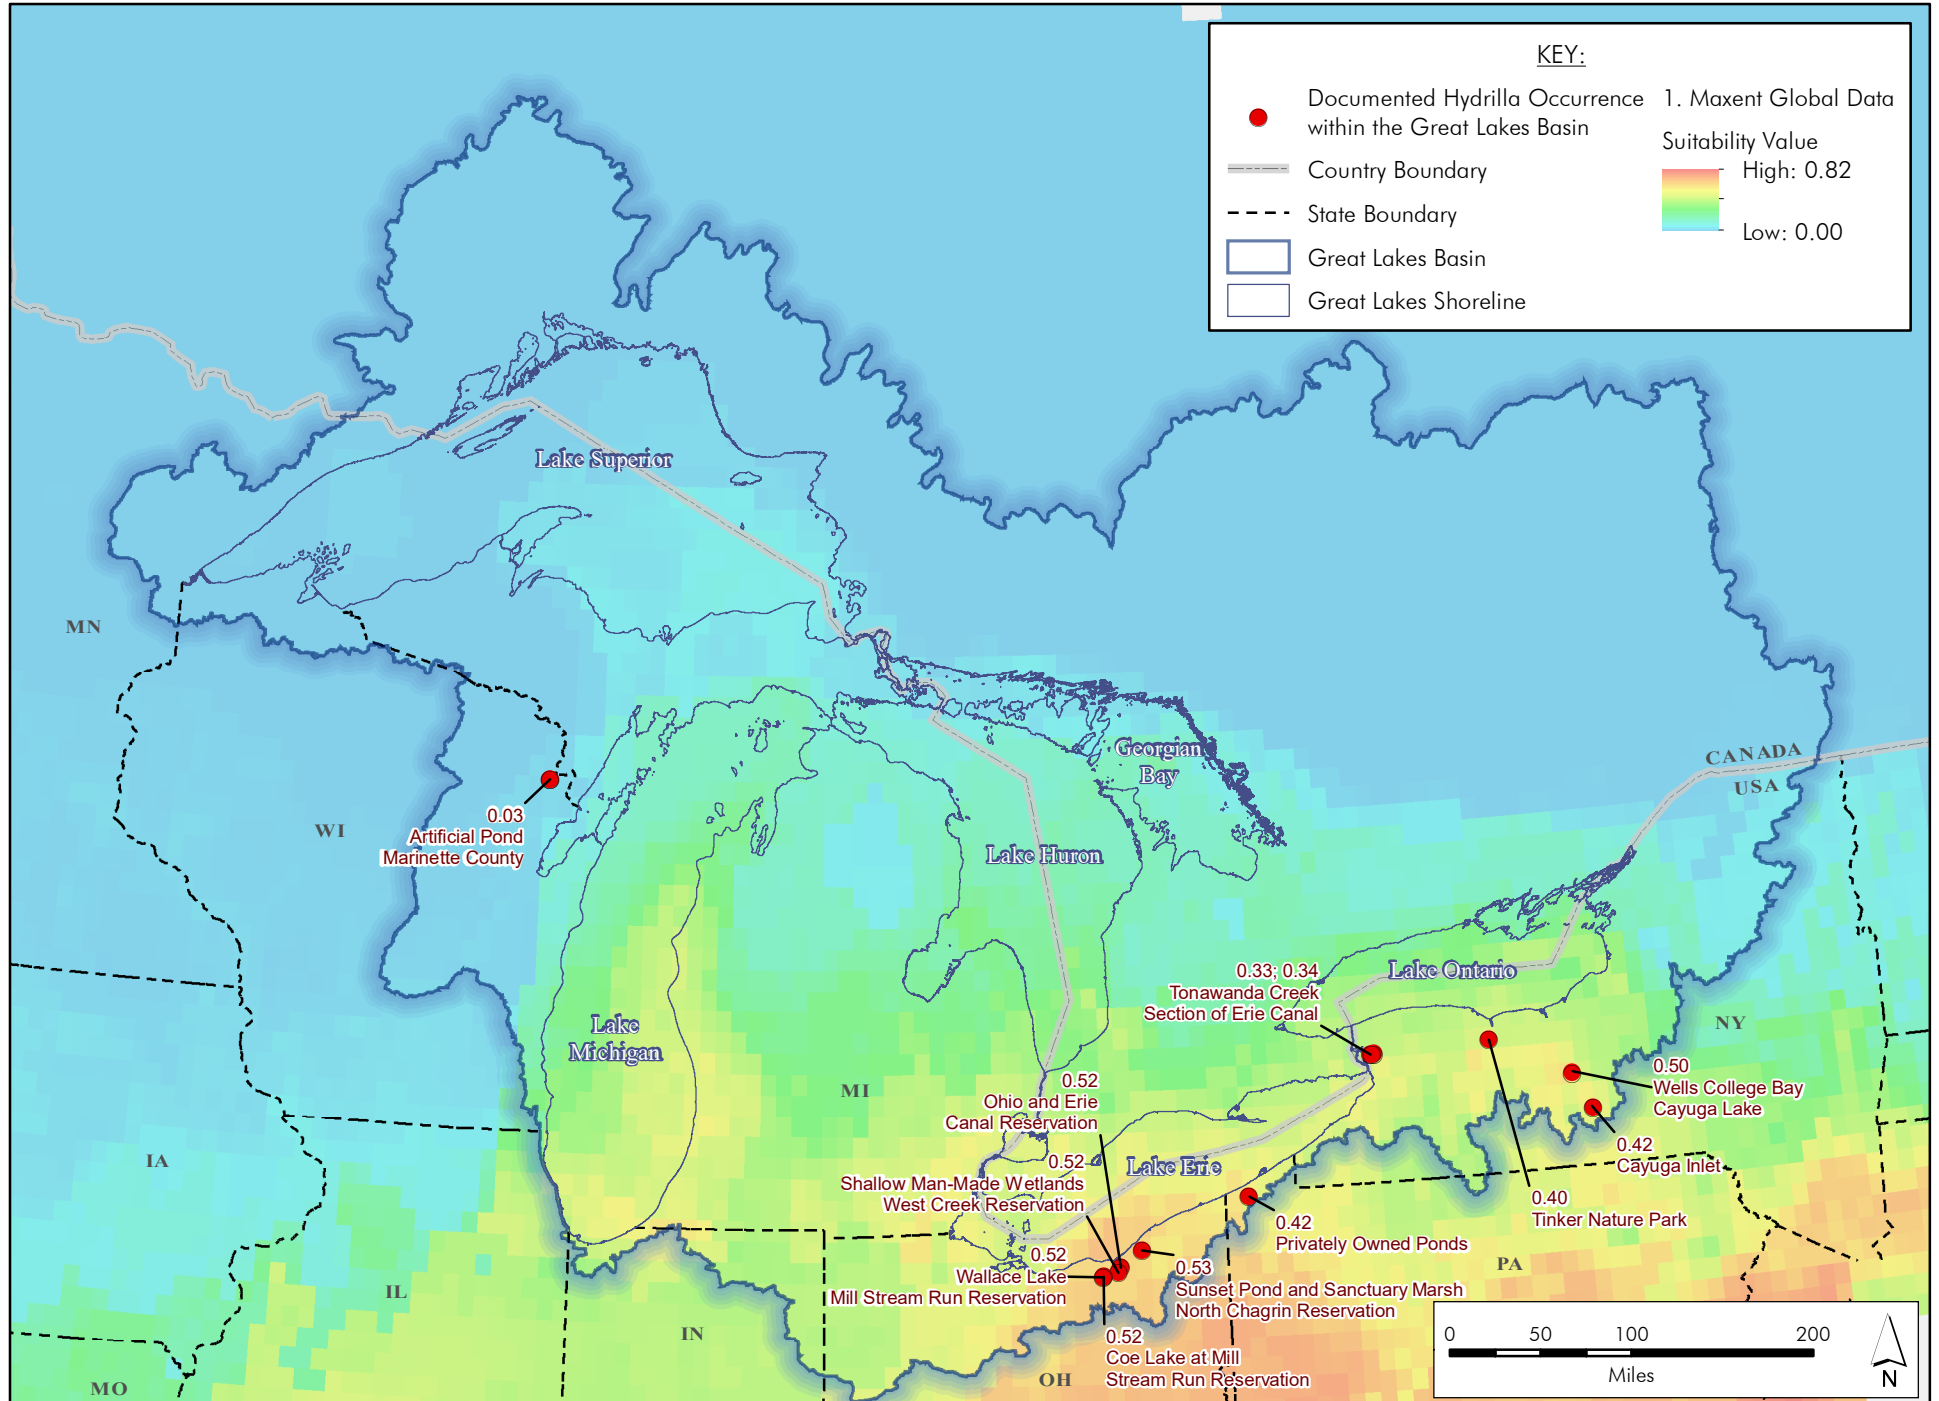 KEY:
Documented Hydrilla Occurrence
within the Great Lakes Basin
Country Boundary
State Boundary
Great Lakes Basin
Great Lakes Shoreline
1. Maxent Global Data
Suitability Value
High: 0.82
Low: 0.00
Lake Superior
MN
Georgian
Bay
CANADA
USA
WI
0.03
Artificial Pond
Marinette County
Lake Huron
Lake Ontario
0.33; 0.34
Tonawanda Creek
Section of Erie Canal
Lake
Michigan
NY
MI
0.50
Wells College Bay
Cayuga Lake
0.52
Ohio and Erie
Canal Reservation
0.42
Cayuga Inlet
IA
Lake Erie
0.52
Shallow Man-Made Wetlands
West Creek Reservation
0.40
Tinker Nature Park
0.42
Privately Owned Ponds
0.52
Wallace Lake
Mill Stream Run Reservation
0.53
Sunset Pond and Sanctuary Marsh
North Chagrin Reservation
PA
IL
IN
0.52
Coe Lake at Mill
Stream Run Reservation
OH
MO
0 50 100 200
Miles
N